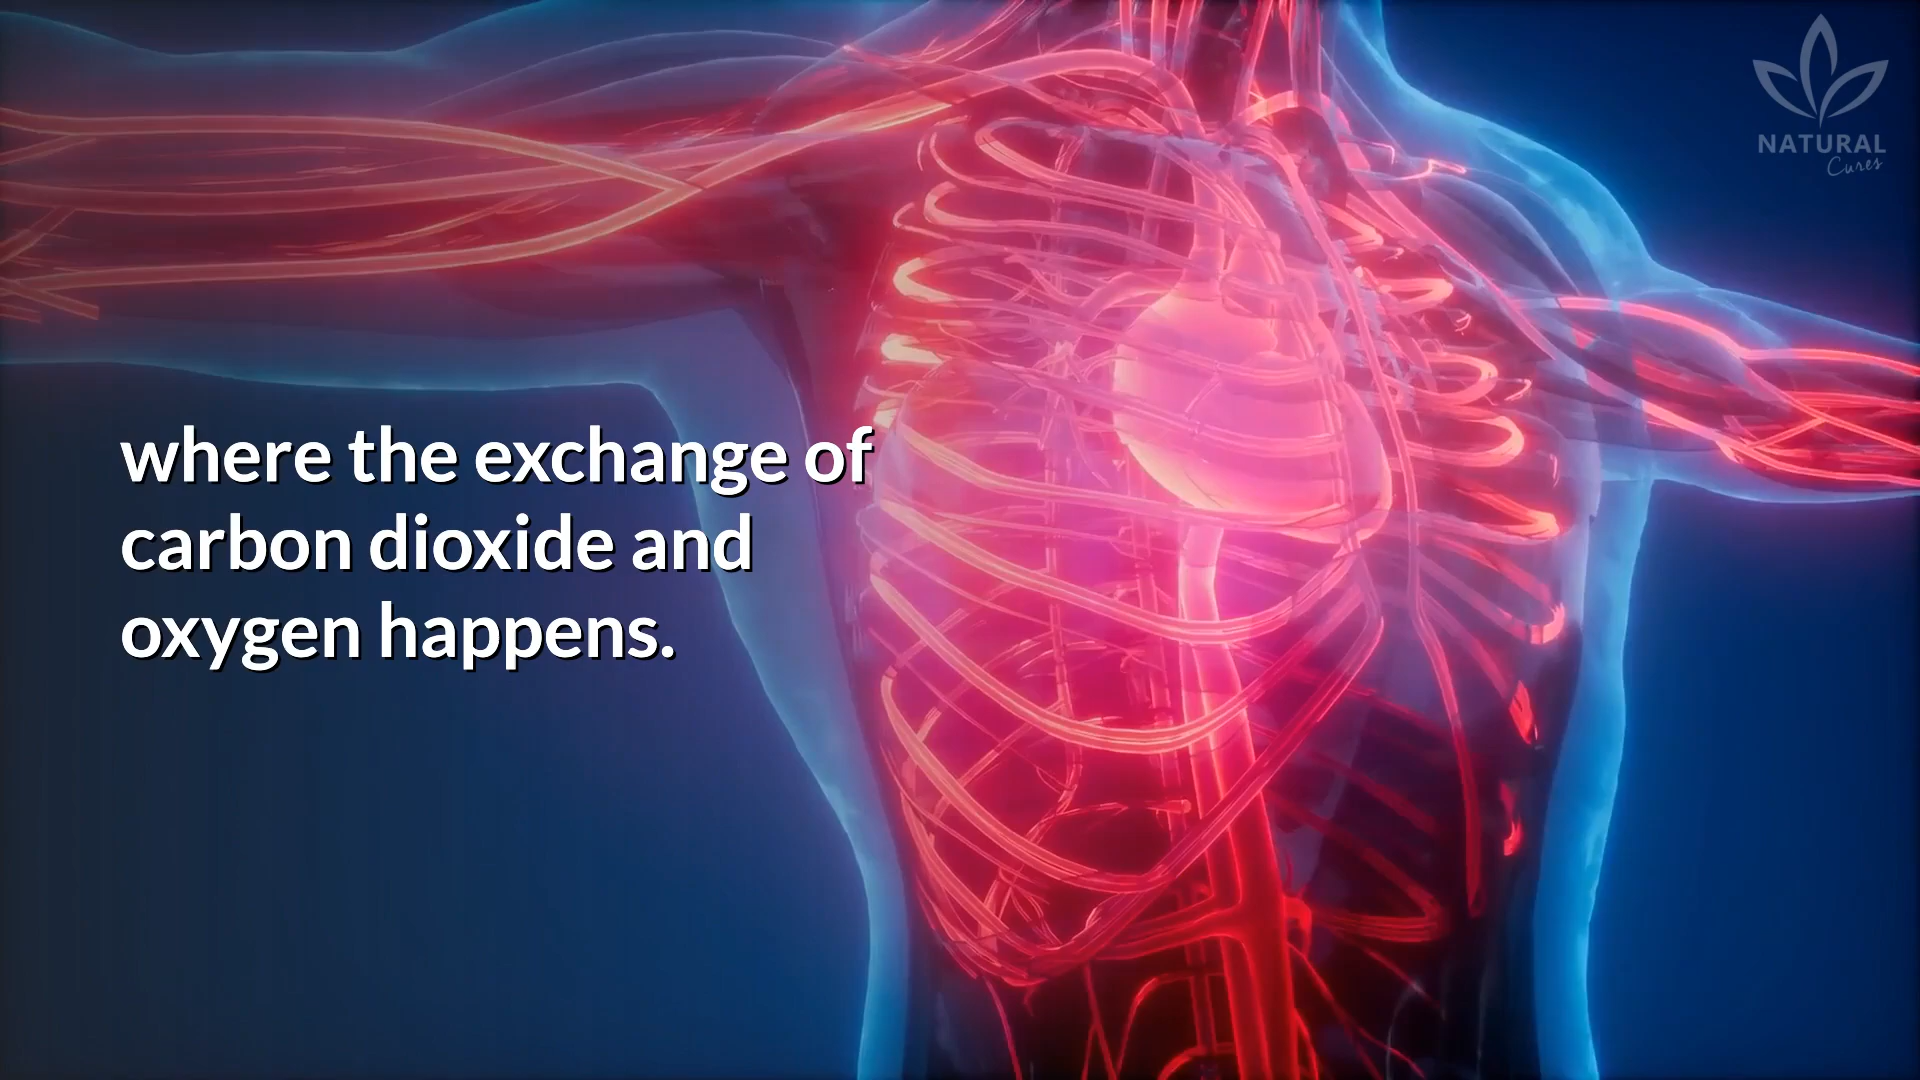 NATURAL
Cures
where the exchange of
carbon dioxide and
oxygen happens.